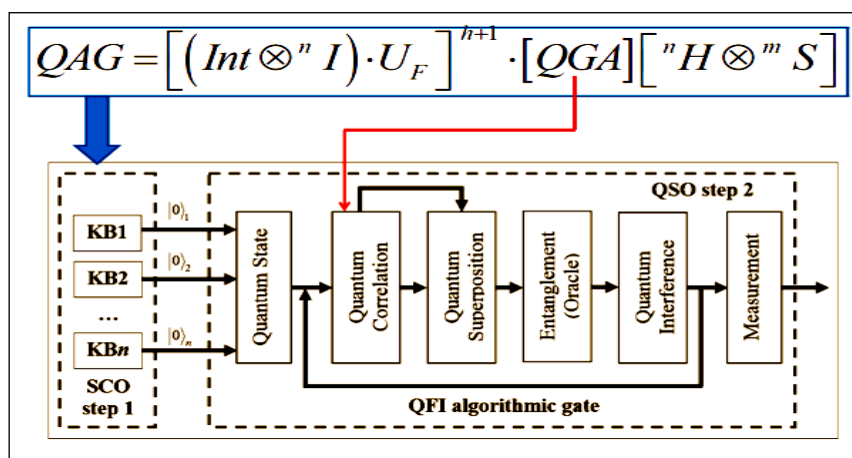 QAG = [(Int ⊗ⁿ I) · U_F]^{h+1} · [QGA][ⁿH ⊗ᵐ S]
QSO step 2
KB1
|0⟩₁
KB2
|0⟩₂
...
KBn
|0⟩ₙ
SCO
step 1
Quantum State
Quantum
Correlation
Quantum
Superposition
Entanglement
(Oracle)
Quantum
Interference
Measurement
QFI algorithmic gate